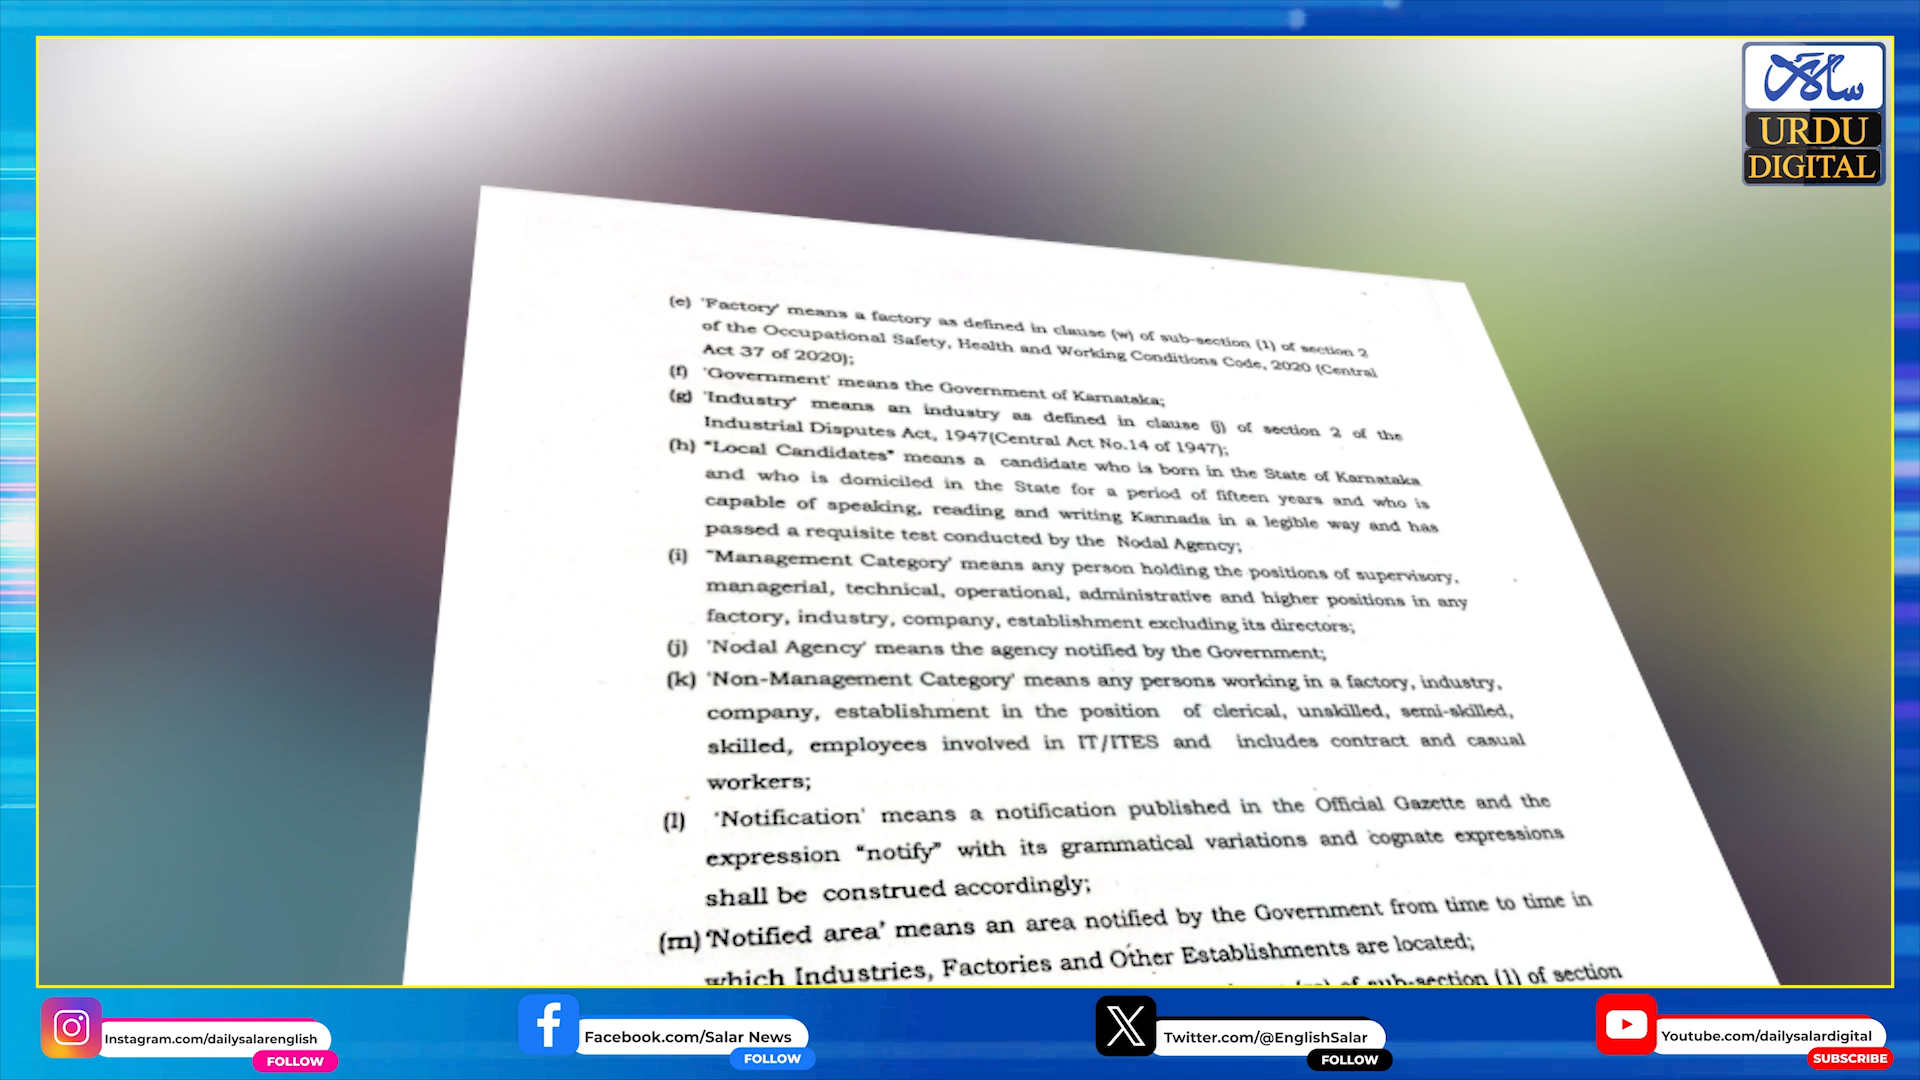 سالار
URDU
DIGITAL
(e) 'Factory' means a factory as defined in clause (w) of sub-section (1) of section 2
of the Occupational Safety, Health and Working Conditions Code, 2020 (Central
Act 37 of 2020);
(f) 'Government' means the Government of Karnataka;
(g) 'Industry' means an industry as defined in clause (j) of section 2 of the
Industrial Disputes Act, 1947(Central Act No.14 of 1947);
(h) "Local Candidates" means a candidate who is born in the State of Karnataka
and who is domiciled in the State for a period of fifteen years and who is
capable of speaking, reading and writing Kannada in a legible way and has
passed a requisite test conducted by the Nodal Agency;
(i) "Management Category' means any person holding the positions of supervisory,
managerial, technical, operational, administrative and higher positions in any
factory, industry, company, establishment excluding its directors;
(j) 'Nodal Agency' means the agency notified by the Government;
(k) 'Non-Management Category' means any persons working in a factory, industry,
company, establishment in the position of clerical, unskilled, semi-skilled,
skilled, employees involved in IT/ITES and includes contract and casual
workers;
(l) 'Notification' means a notification published in the Official Gazette and the
expression "notify" with its grammatical variations and cognate expressions
shall be construed accordingly;
(m) 'Notified area' means an area notified by the Government from time to time in
which Industries, Factories and Other Establishments are located;
of sub-section (1) of section
Instagram.com/dailysalarenglish
FOLLOW
Facebook.com/Salar News
FOLLOW
Twitter.com/@EnglishSalar
FOLLOW
Youtube.com/dailysalardigital
SUBSCRIBE